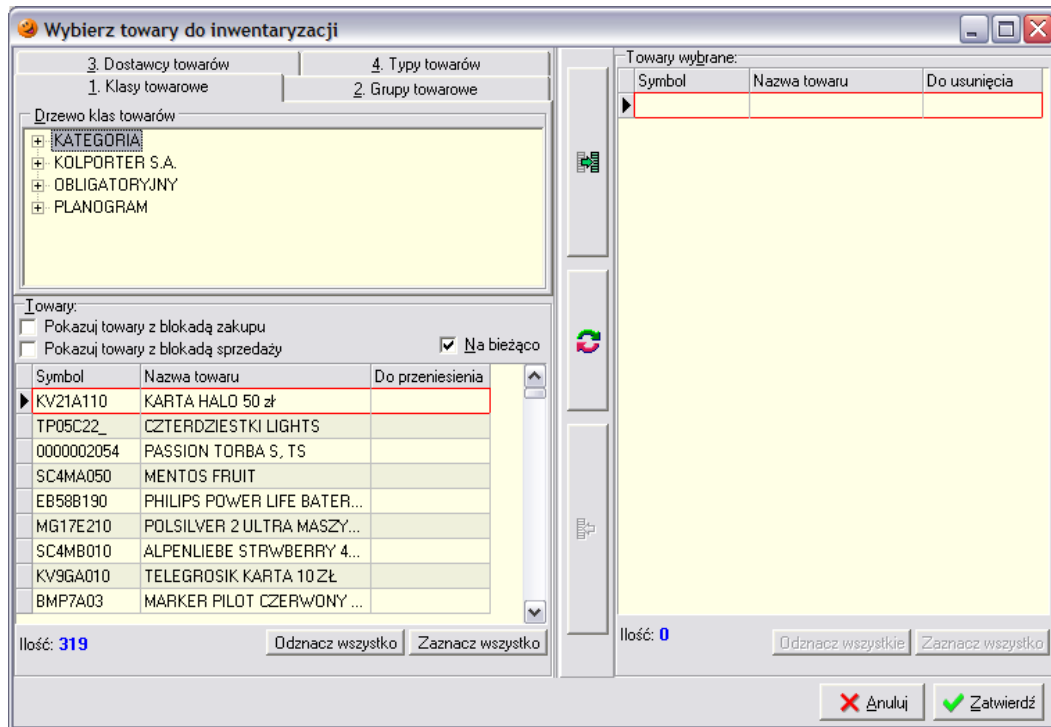 Wybierz towary do inwentaryzacji
3. Dostawcy towarów
4. Typy towarów
1. Klasy towarowe
2. Grupy towarowe
Drzewo klas towarów
KATEGORIA
KOLPORTER S.A.
OBLIGATORYJNY
PLANOGRAM
Towary:
Pokazuj towary z blokadą zakupu
Pokazuj towary z blokadą sprzedaży
Na bieżąco
Symbol Nazwa towaru Do przeniesienia
KV21A110 KARTA HALO 50 zł
TP05C22_ CZTERDZIESTKI LIGHTS
0000002054 PASSION TORBA S, TS
SC4MA050 MENTOS FRUIT
EB58B190 PHILIPS POWER LIFE BATER...
MG17E210 POLSILVER 2 ULTRA MASZY...
SC4MB010 ALPENLIEBE STRWBERRY 4...
KV9GA010 TELEGROSIK KARTA 10 ZŁ
BMP7A03 MARKER PILOT CZERWONY ...
Ilość: 319
Odznacz wszystko
Zaznacz wszystko
Towary wybrane:
Symbol Nazwa towaru Do usunięcia
Ilość: 0
Odznacz wszystkie
Zaznacz wszystko
Anuluj
Zatwierdź